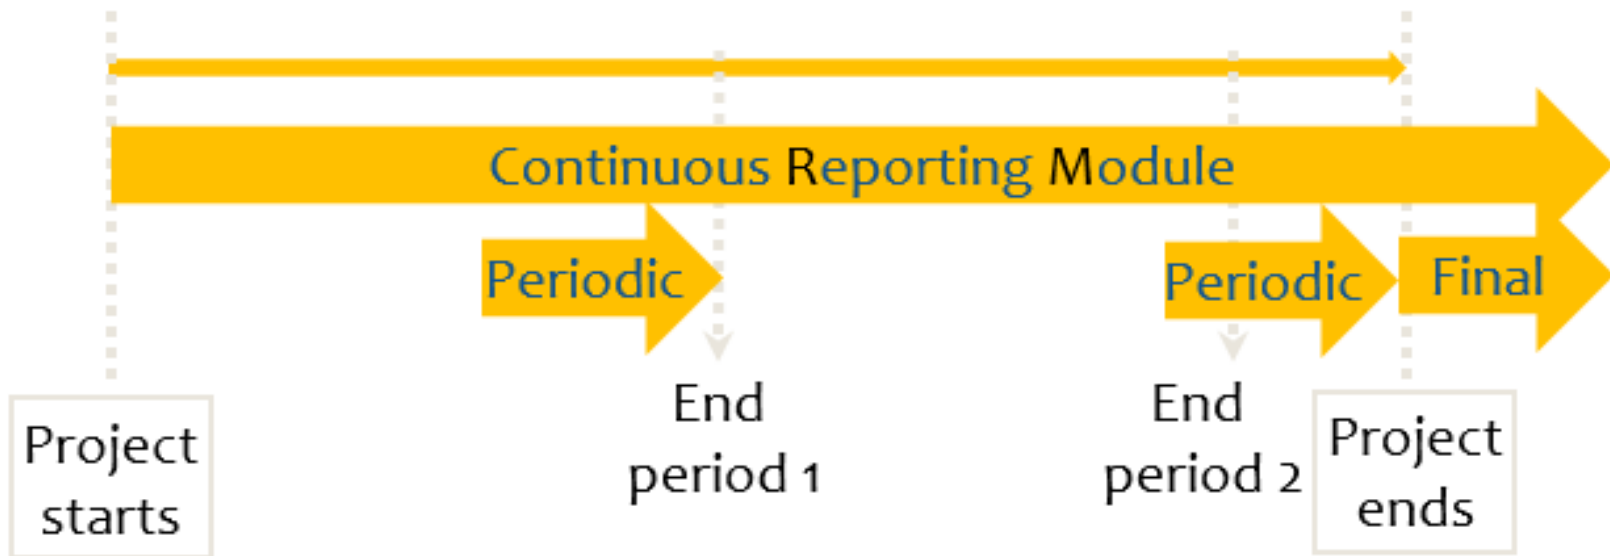 Continuous Reporting Module
Periodic
Periodic
Final
End
period 1
End
period 2
Project
starts
Project
ends